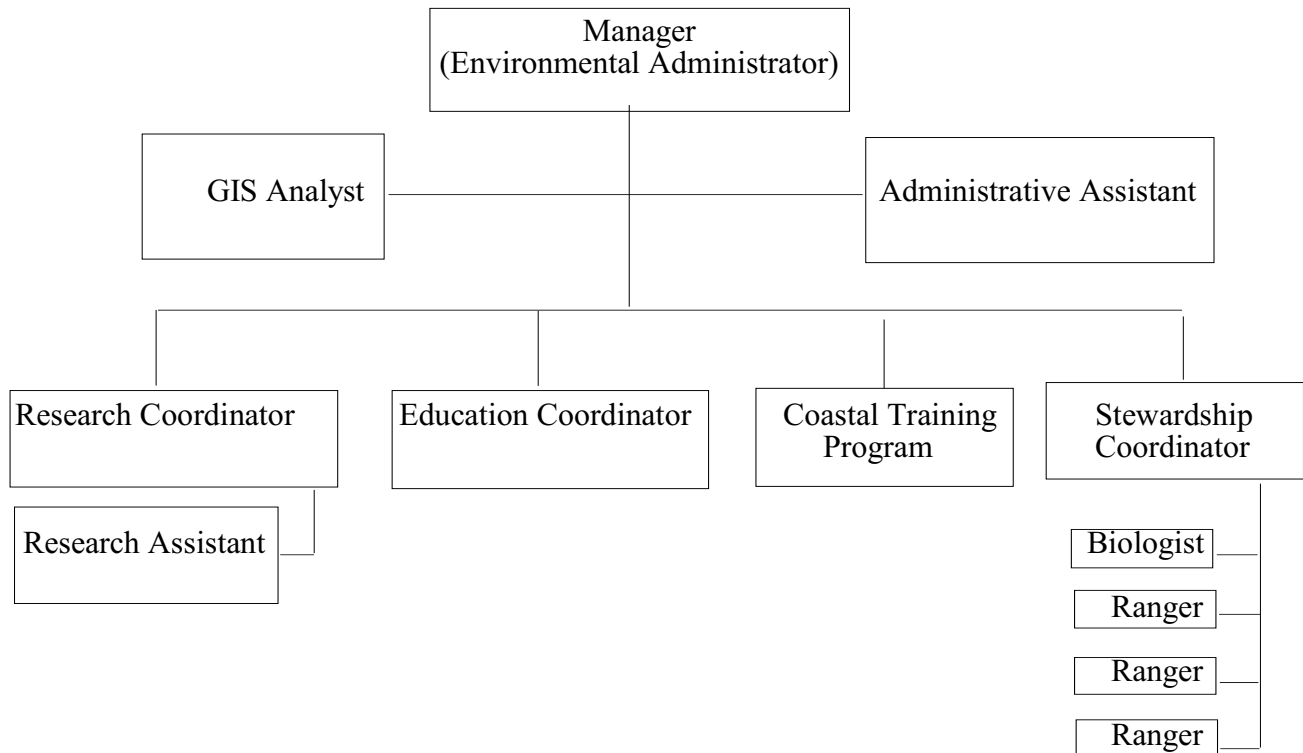 Manager
(Environmental Administrator)
GIS Analyst
Administrative Assistant
Research Coordinator
Education Coordinator
Coastal Training
Program
Stewardship
Coordinator
Research Assistant
Biologist
Ranger
Ranger
Ranger